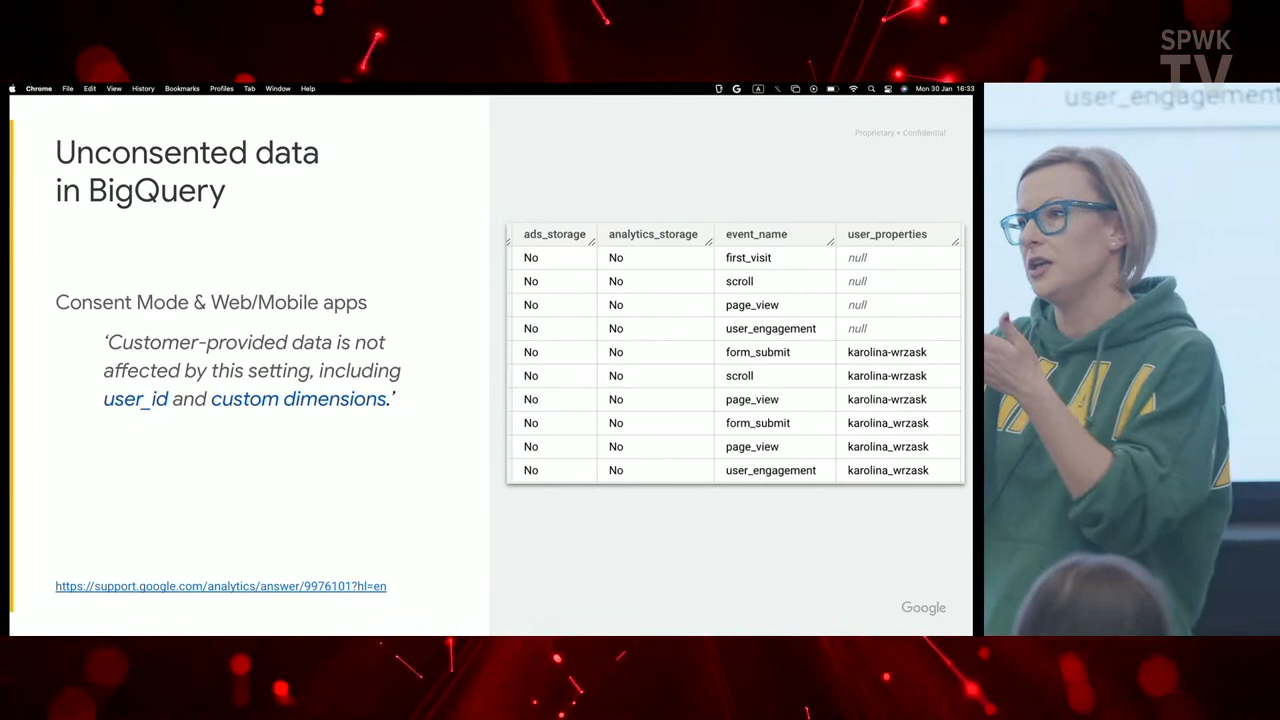 SPWK
TV
Chrome File Edit View History Bookmarks Profiles Tab Window Help
A
Mon 30 Jan 16:33
user_engagement
Proprietary + Confidential
Unconsented data
in BigQuery
Consent Mode & Web/Mobile apps
‘Customer-provided data is not
affected by this setting, including
user_id and custom dimensions.’
https://support.google.com/analytics/answer/9976101?hl=en
ads_storage analytics_storage event_name user_properties
No No first_visit null
No No scroll null
No No page_view null
No No user_engagement null
No No form_submit karolina-wrzask
No No scroll karolina-wrzask
No No page_view karolina-wrzask
No No form_submit karolina_wrzask
No No page_view karolina_wrzask
No No user_engagement karolina_wrzask
Google